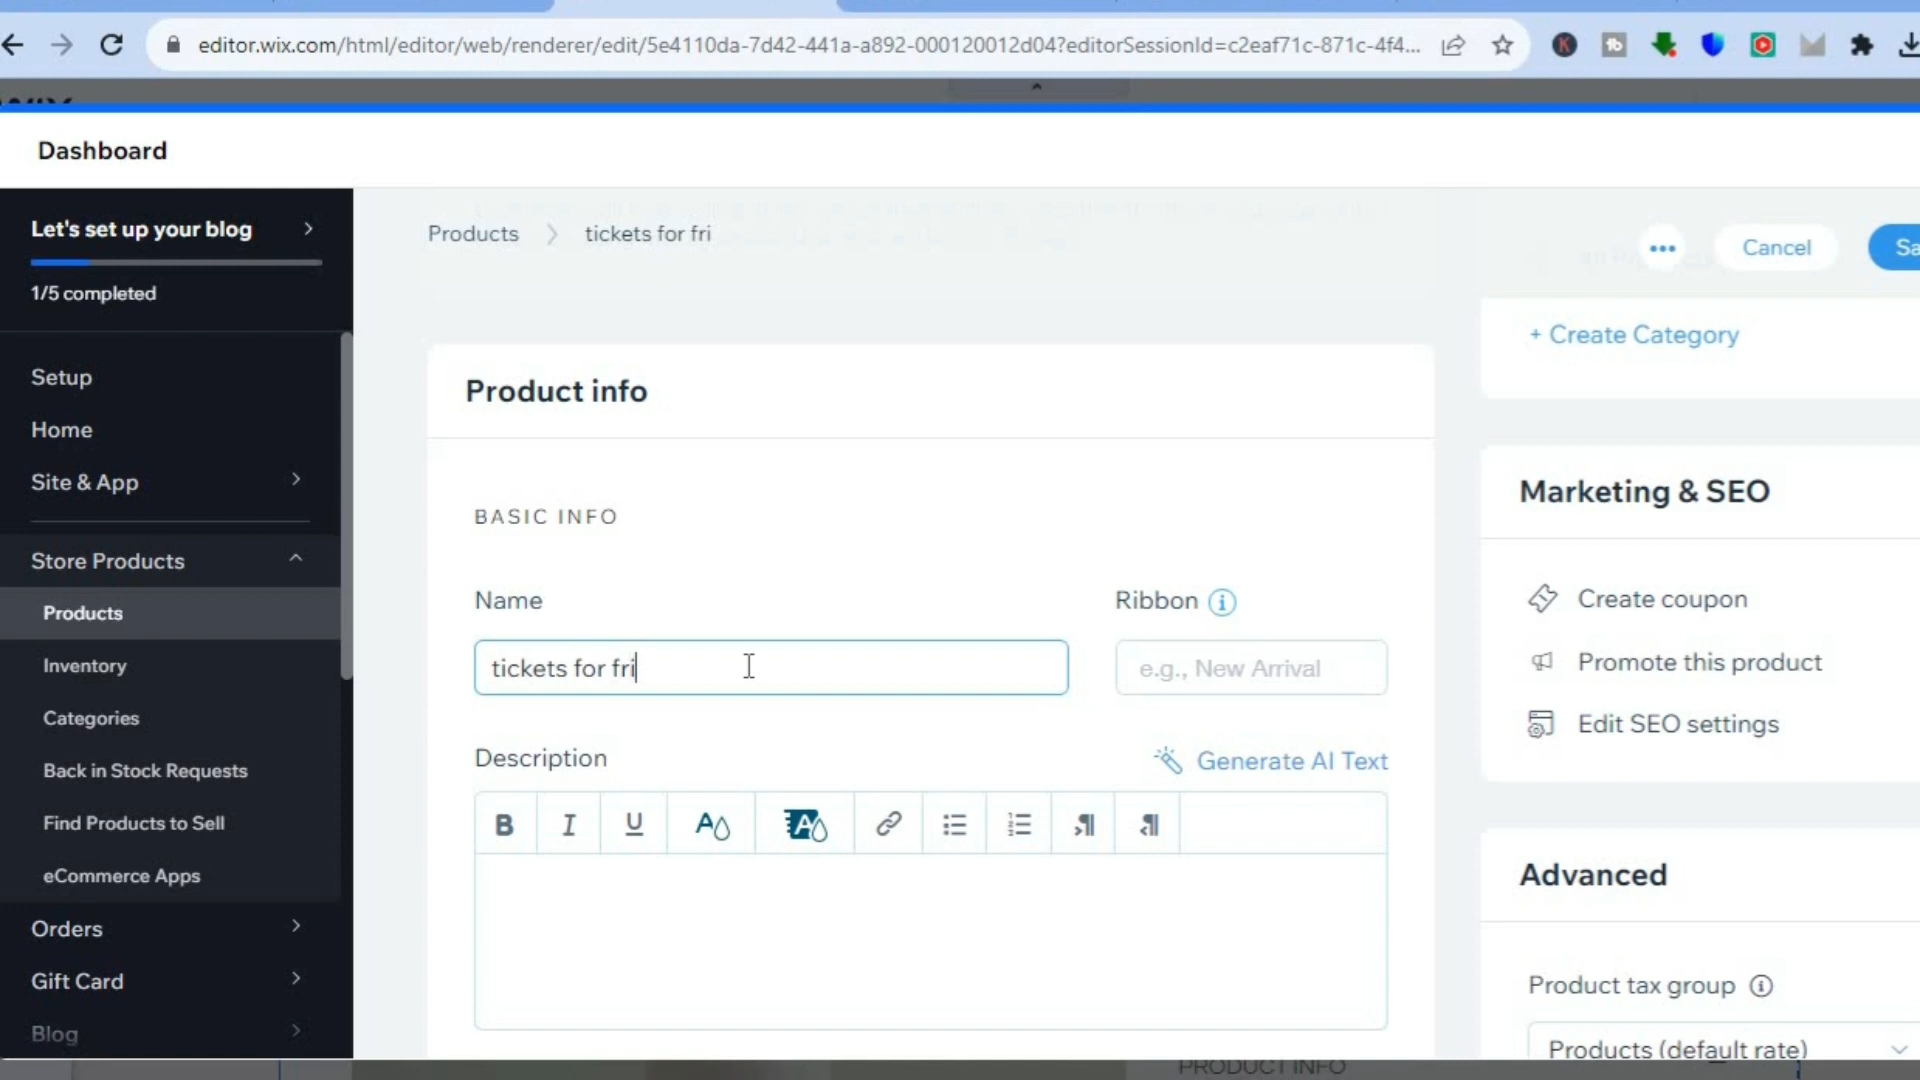 editor.wix.com/html/editor/web/renderer/edit/5e4110da-7d42-441a-a892-000120012d04?editorSessionId=c2eaf71c-871c-4f4...
Dashboard
Let's set up your blog
1/5 completed
Setup
Home
Site & App
Store Products
Products
Inventory
Categories
Back in Stock Requests
Find Products to Sell
eCommerce Apps
Orders
Gift Card
Blog
Products > tickets for fri
Cancel
Sa
Product info
BASIC INFO
Name
tickets for fri
Ribbon
e.g., New Arrival
Description
Generate AI Text
B I U
+ Create Category
Marketing & SEO
Create coupon
Promote this product
Edit SEO settings
Advanced
Product tax group
Products (default rate)
PRODUCT INFO